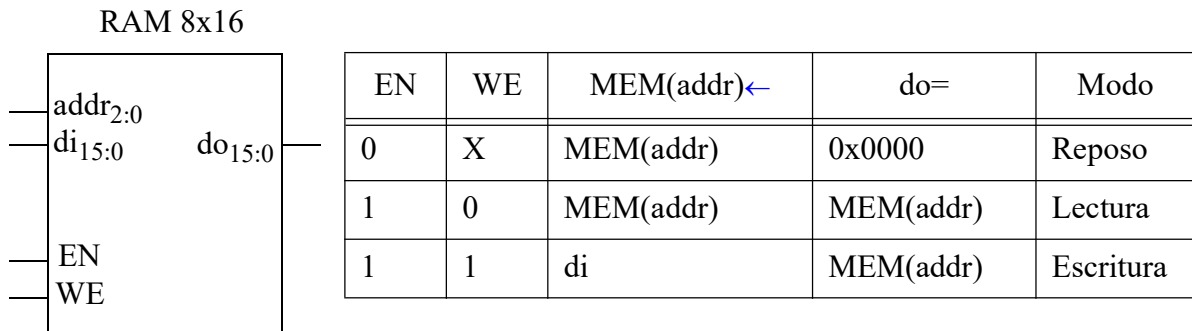 RAM 8x16
addr2:0
di15:0 do15:0
EN
WE
EN WE MEM(addr)← do= Modo
0 X MEM(addr) 0x0000 Reposo
1 0 MEM(addr) MEM(addr) Lectura
1 1 di MEM(addr) Escritura